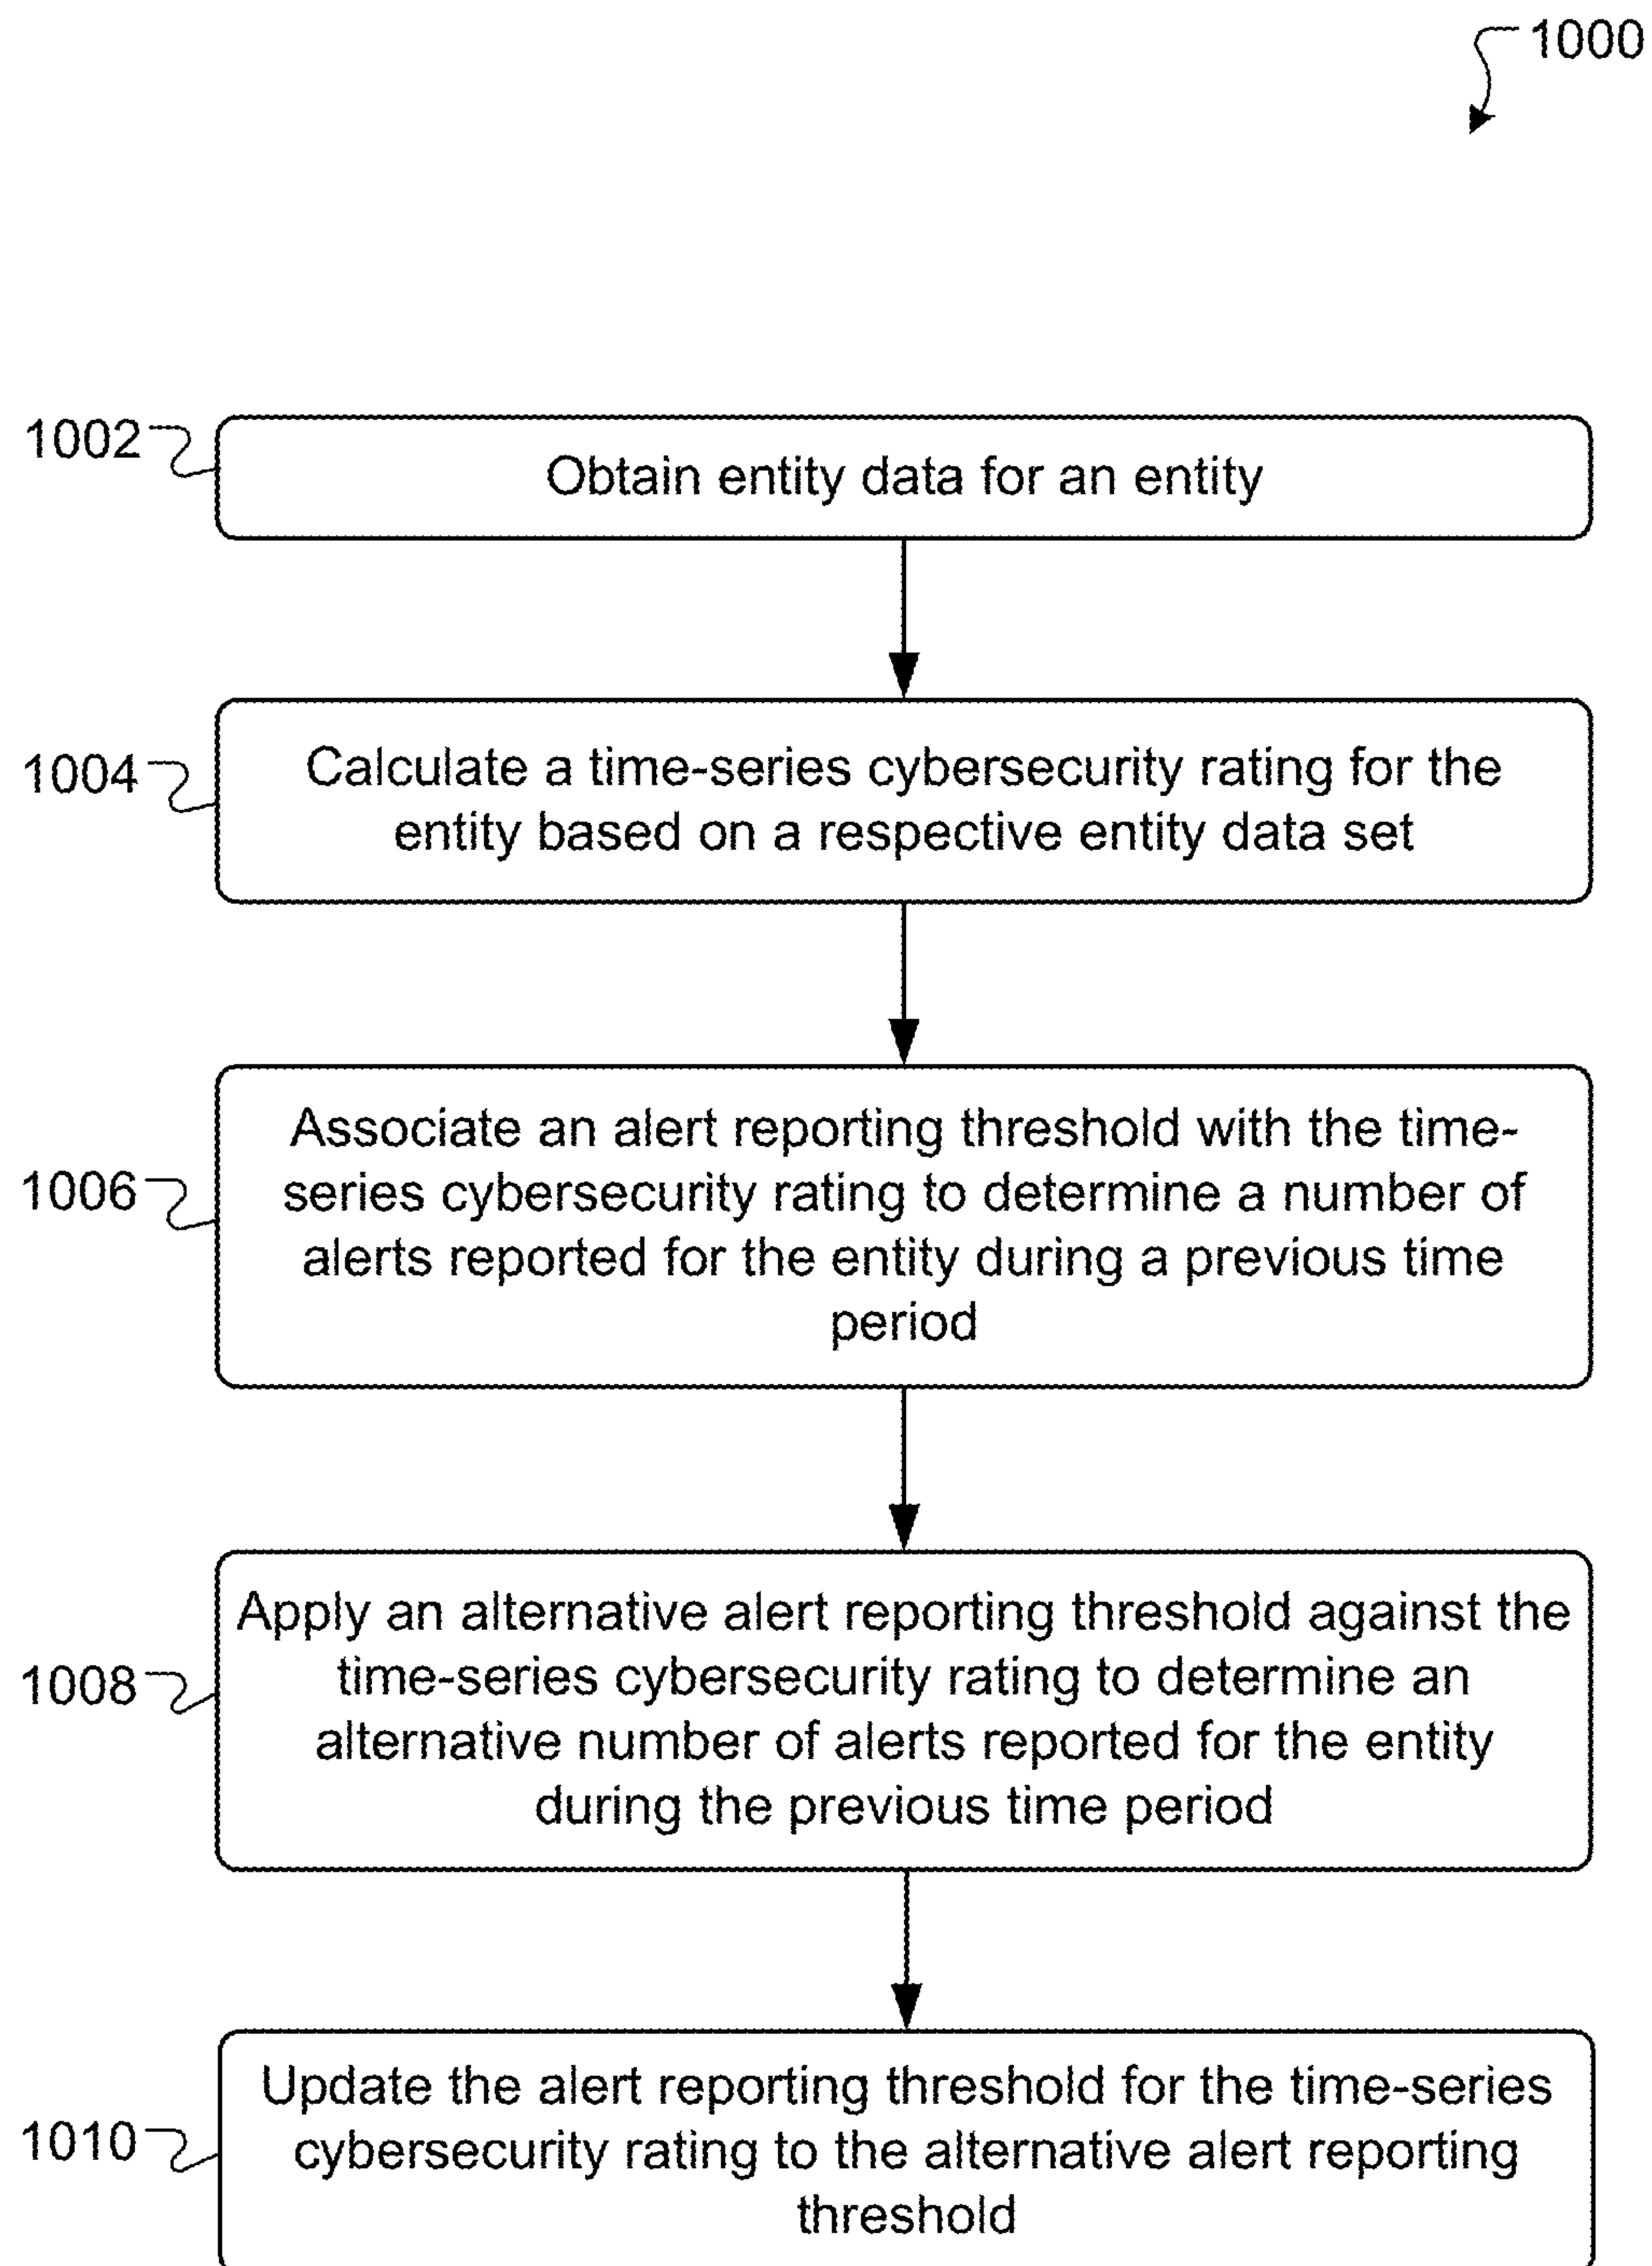 1000
1002
Obtain entity data for an entity
1004
Calculate a time-series cybersecurity rating for the
entity based on a respective entity data set
1006
Associate an alert reporting threshold with the time-
series cybersecurity rating to determine a number of
alerts reported for the entity during a previous time
period
1008
Apply an alternative alert reporting threshold against the
time-series cybersecurity rating to determine an
alternative number of alerts reported for the entity
during the previous time period
1010
Update the alert reporting threshold for the time-series
cybersecurity rating to the alternative alert reporting
threshold